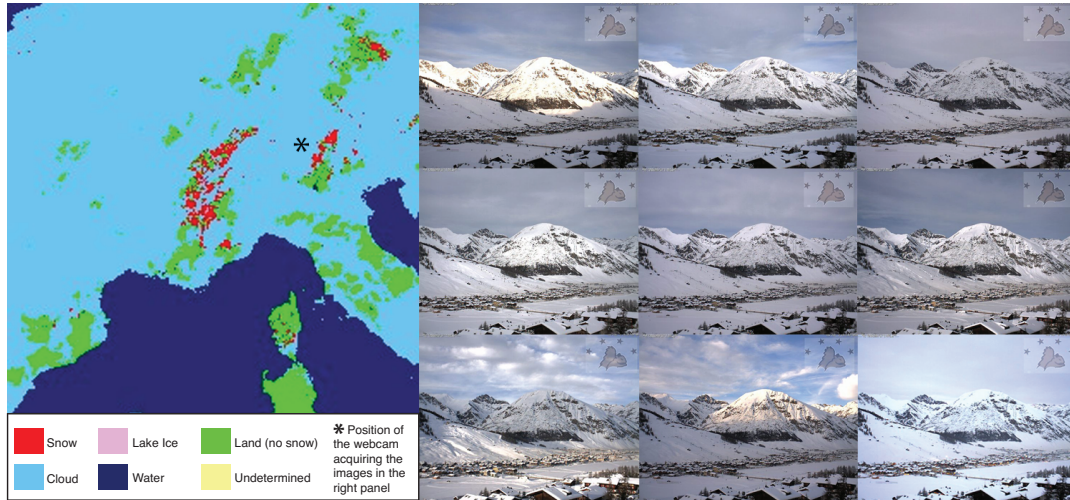 Snow
Lake Ice
Land (no snow)
Cloud
Water
Undetermined
* Position of
the webcam
acquiring the
images in the
right panel